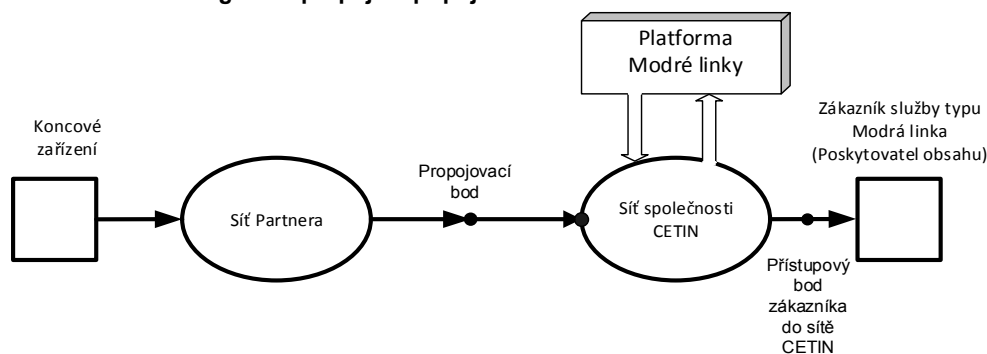 Platforma
Modré linky
Koncové
zařízení
Zákazník služby typu
Modrá linka
(Poskytovatel obsahu)
Propojovací
bod
Síť Partnera
Síť společnosti
CETIN
Přístupový
bod
zákazníka
do sítě
CETIN